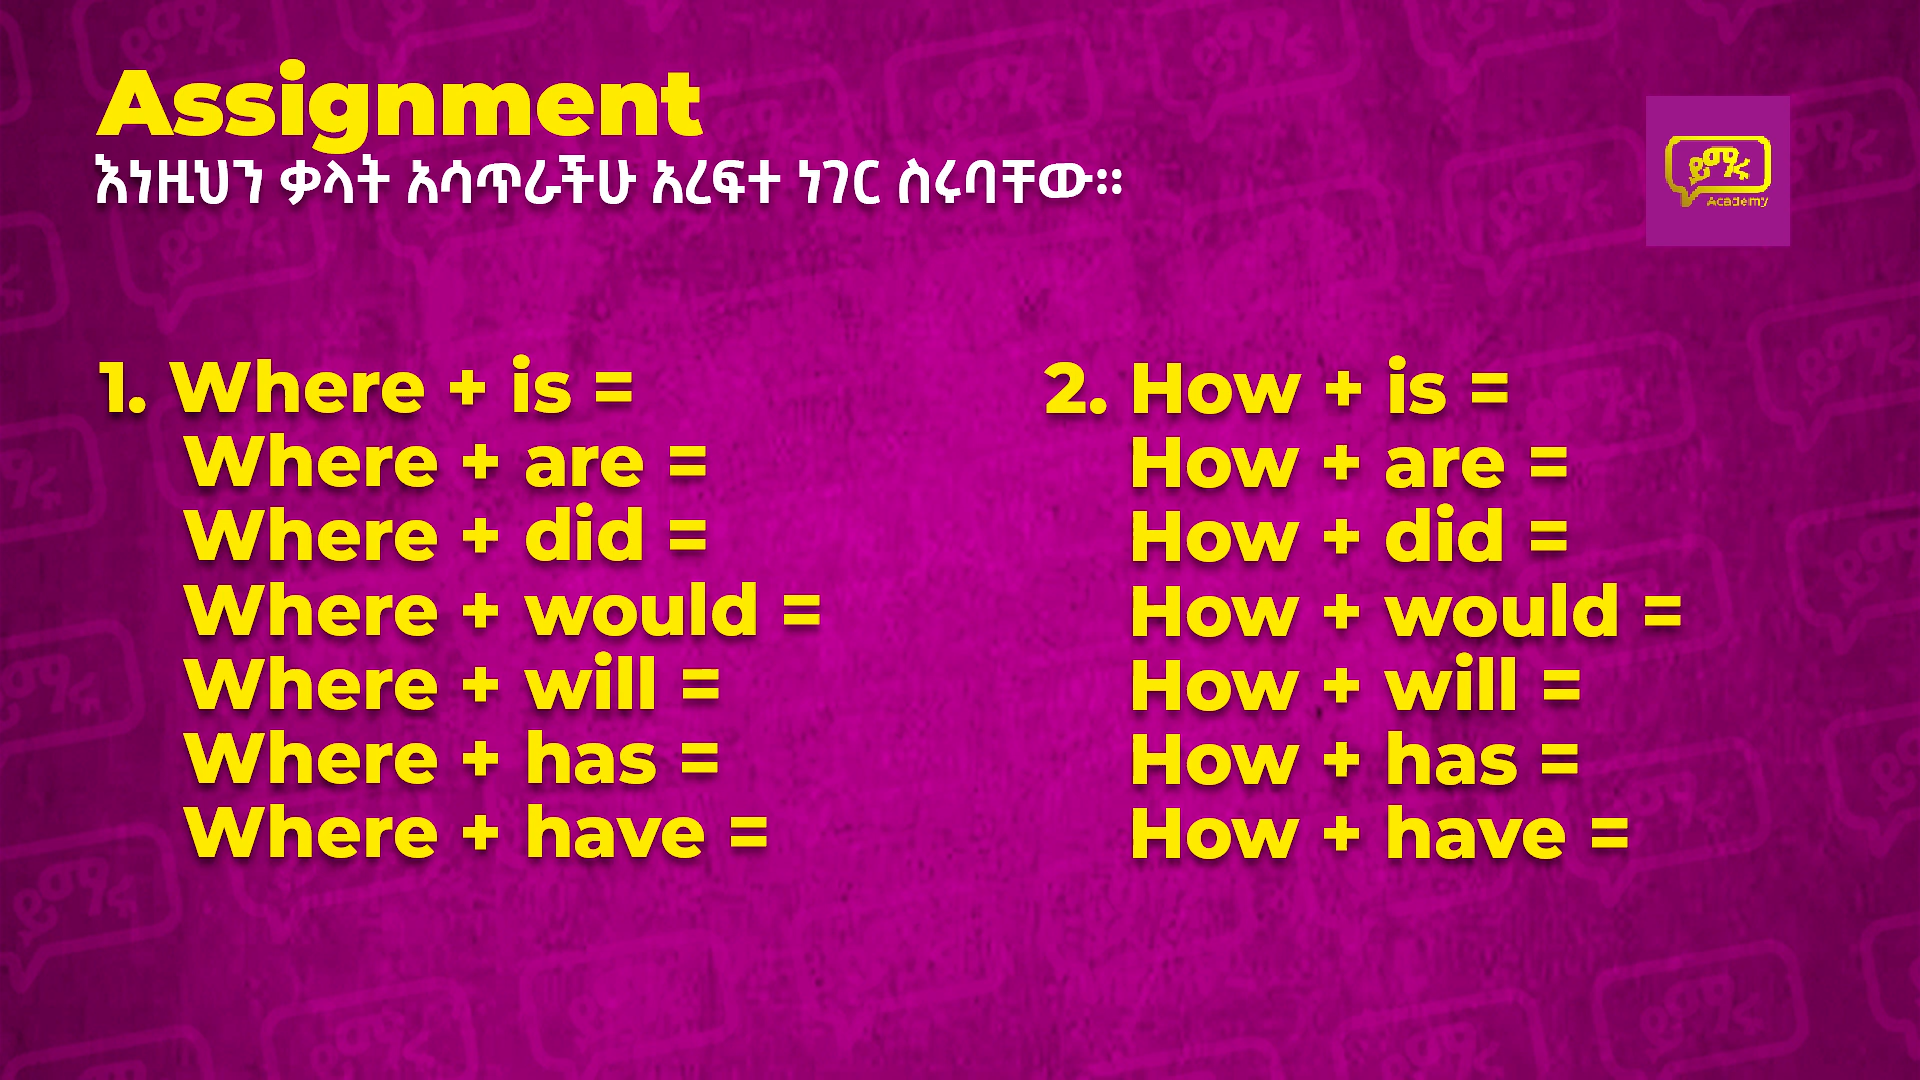 Assignment
እነዚህን ቃላት አሳጥራችሁ አረፍተ ነገር ስሩባቸው።
Academy
1. Where + is =
Where + are =
Where + did =
Where + would =
Where + will =
Where + has =
Where + have =
2. How + is =
How + are =
How + did =
How + would =
How + will =
How + has =
How + have =